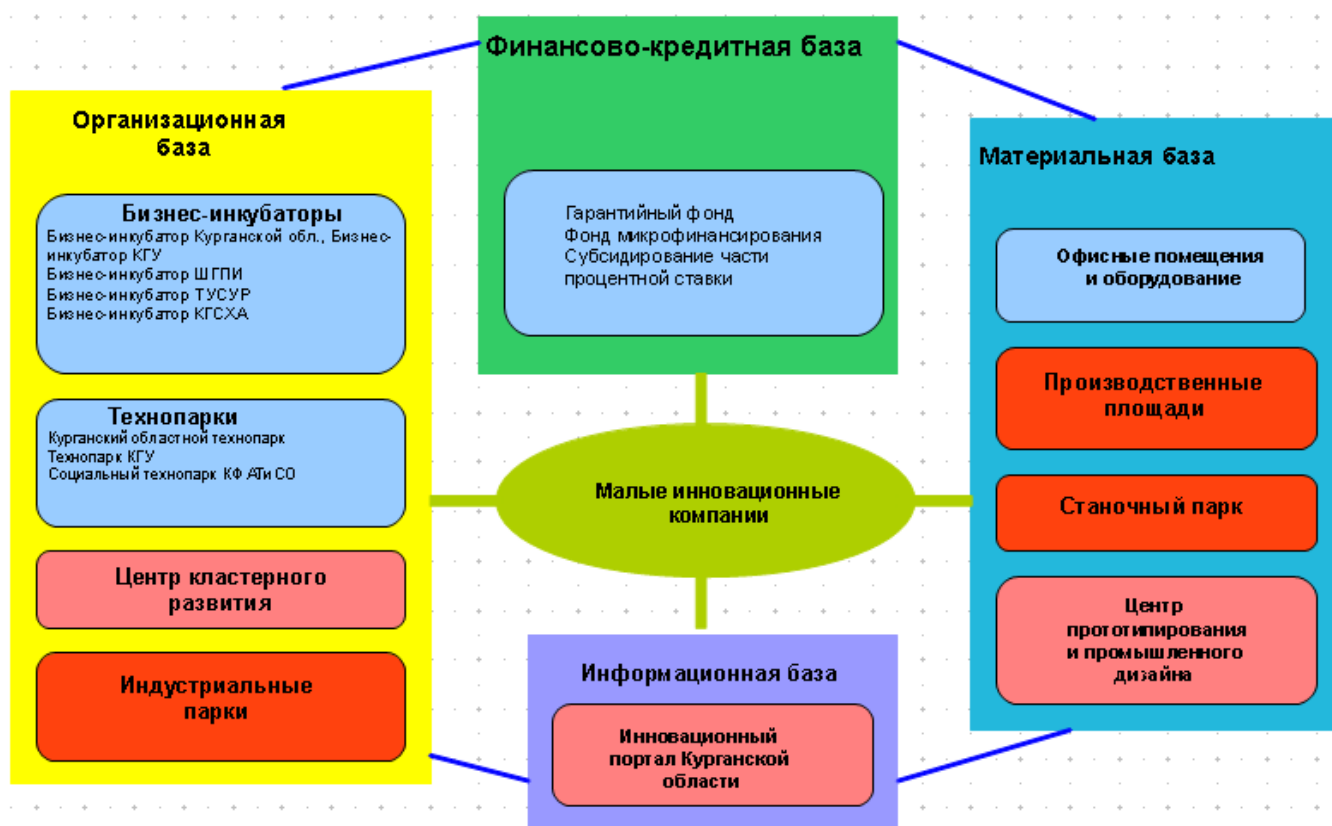 Финансово-кредитная база
Гарантийный фонд
Фонд микрофинансирования
Субсидирование части
процентной ставки
Организационная
база
Бизнес-инкубаторы
Бизнес-инкубатор Курганской обл., Бизнес-
инкубатор КГУ
Бизнес-инкубатор ШГПИ
Бизнес-инкубатор ТУСУР
Бизнес-инкубатор КГСХА
Технопарки
Курганский областной технопарк
Технопарк КГУ
Социальный технопарк КФ АТиСО
Центр кластерного
развития
Индустриальные
парки
Малые инновационные
компании
Материальная база
Офисные помещения
и оборудование
Производственные
площади
Станочный парк
Центр
прототипирования
и промышленного
дизайна
Информационная база
Инновационный
портал Курганской
области